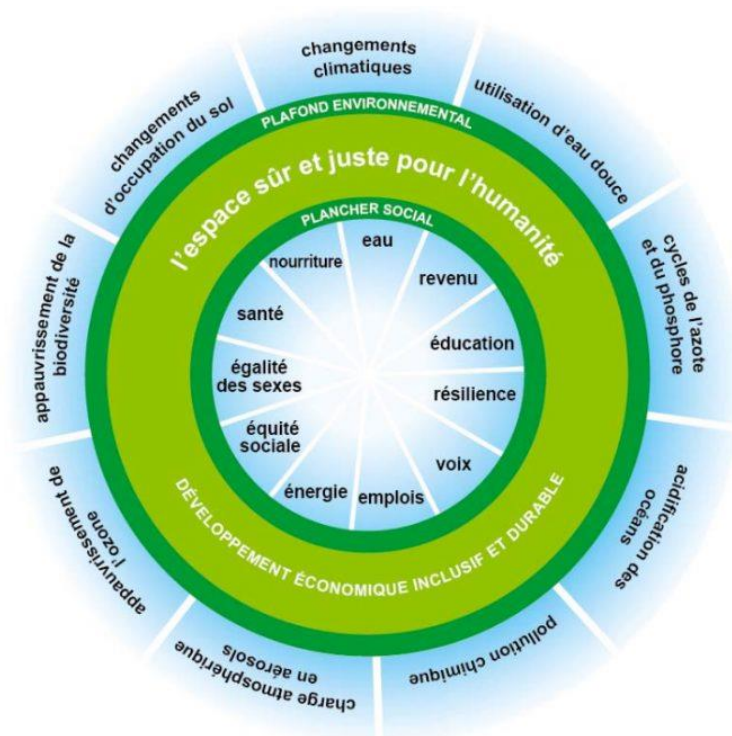 changements
climatiques
utilisation d'eau douce
cycles de l'azote
et du phosphore
acidification des
océans
pollution chimique
charge atmosphérique
en aérosols
appauvrissement de
l'ozone
appauvrissement de la
biodiversité
changements
d'occupation du sol
PLAFOND ENVIRONNEMENTAL
l'espace sûr et juste pour l'humanité
PLANCHER SOCIAL
eau
revenu
éducation
résilience
voix
emplois
énergie
équité
sociale
égalité
des sexes
santé
nourriture
DÉVELOPPEMENT ÉCONOMIQUE INCLUSIF ET DURABLE